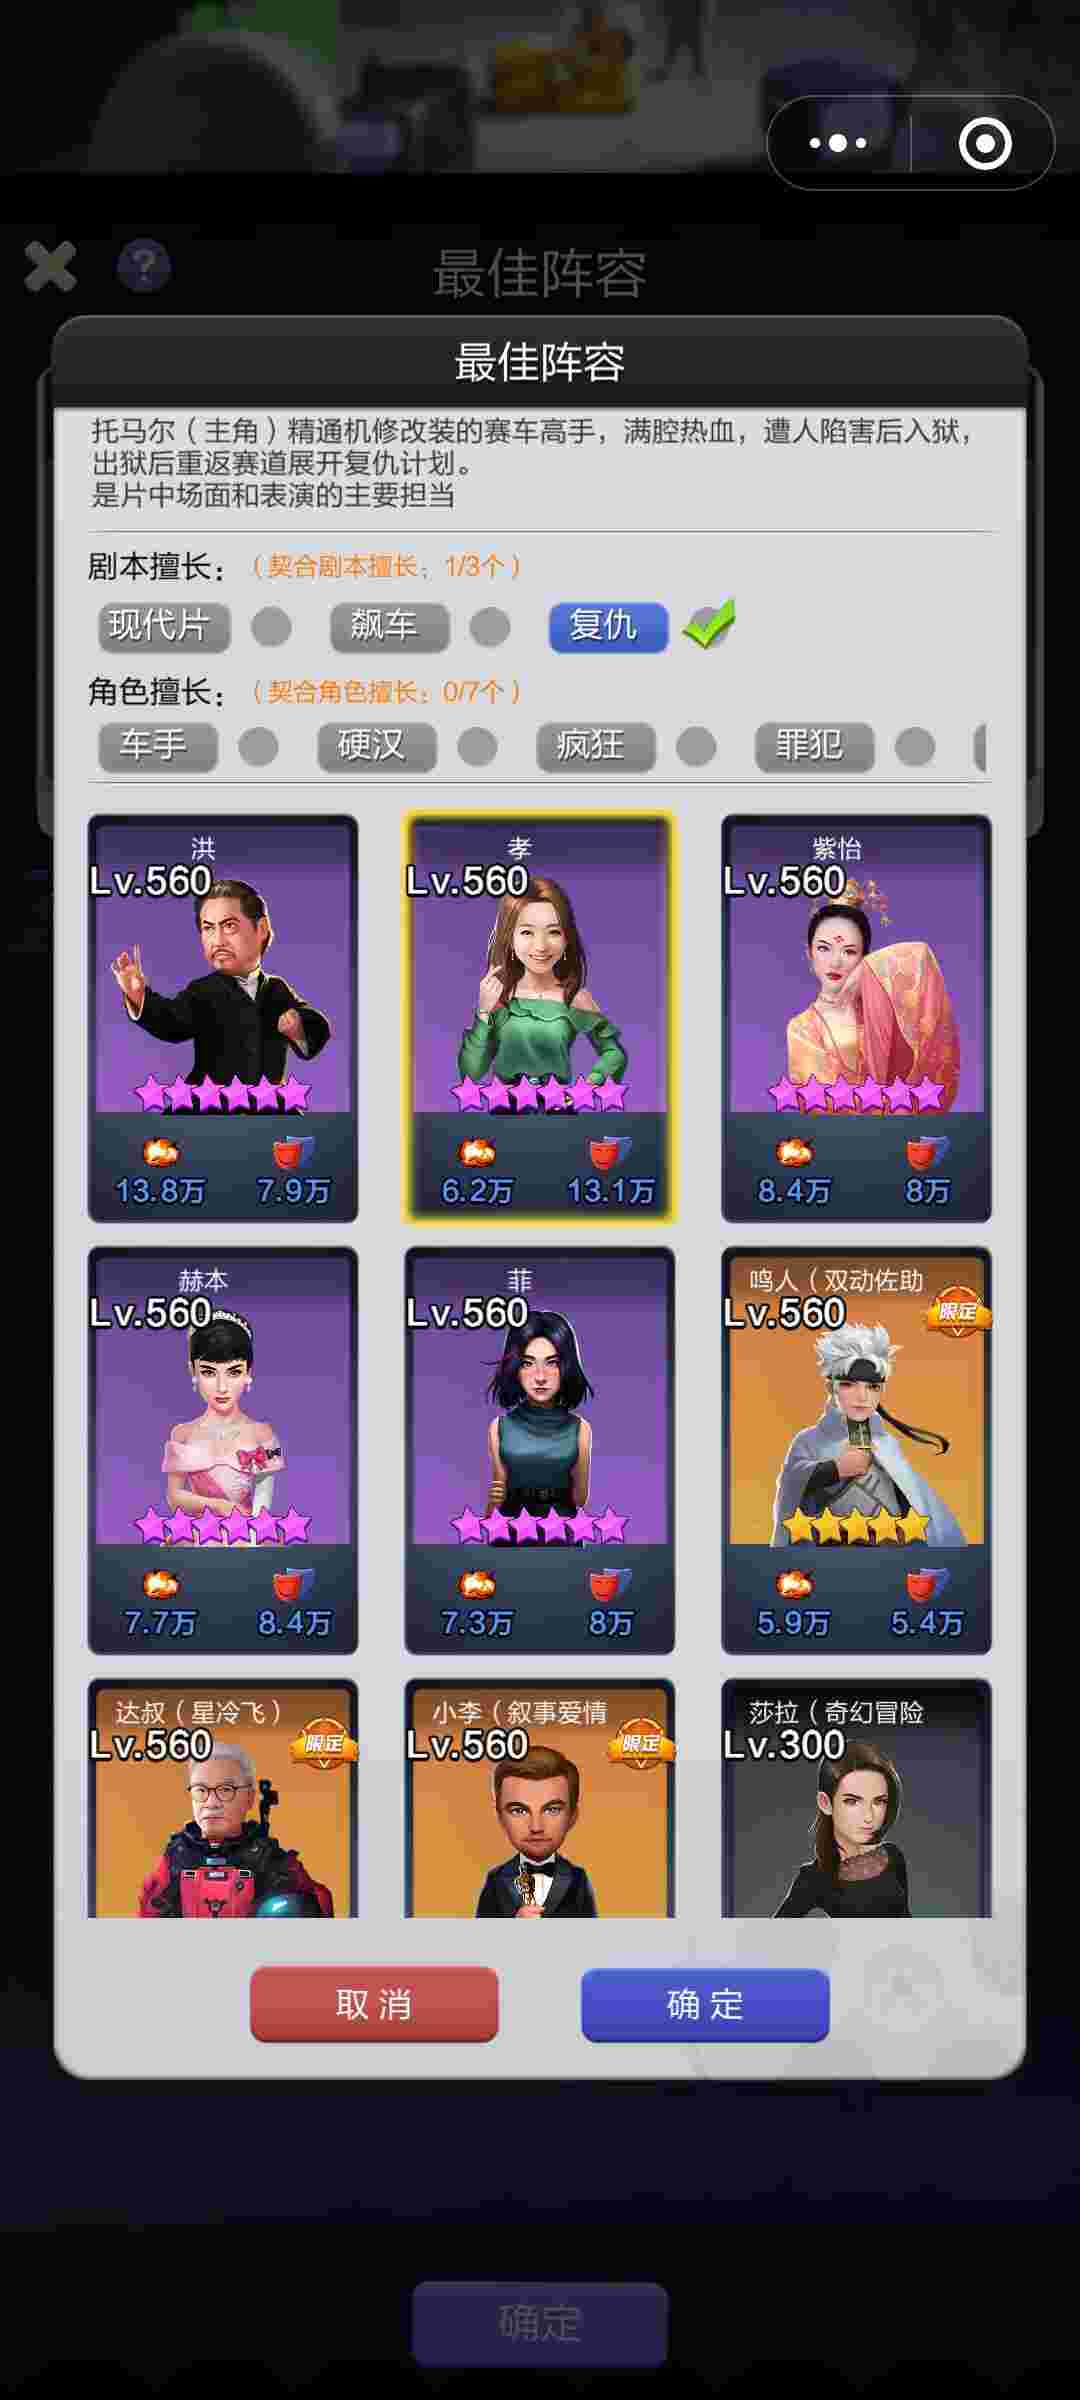 最佳阵容
最佳阵容
托马尔（主角）精通机修改装的赛车高手，满腔热血，遭人陷害后入狱，
出狱后重返赛道展开复仇计划。
是片中场面和表演的主要担当
剧本擅长：（契合剧本擅长：1/3个）
现代片 飙车 复仇
角色擅长：（契合角色擅长：0/7个）
车手 硬汉 疯狂 罪犯
洪 孝 紫怡
Lv.560 Lv.560 Lv.560
13.8万 7.9万 6.2万 13.1万 8.4万 8万
赫本 菲 鸣人（双动佐助
Lv.560 Lv.560 Lv.560 限定
7.7万 8.4万 7.3万 8万 5.9万 5.4万
达叔（星冷飞） 小李（叙事爱情 莎拉（奇幻冒险
Lv.560 限定 Lv.560 限定 Lv.300
取消 确定
确定